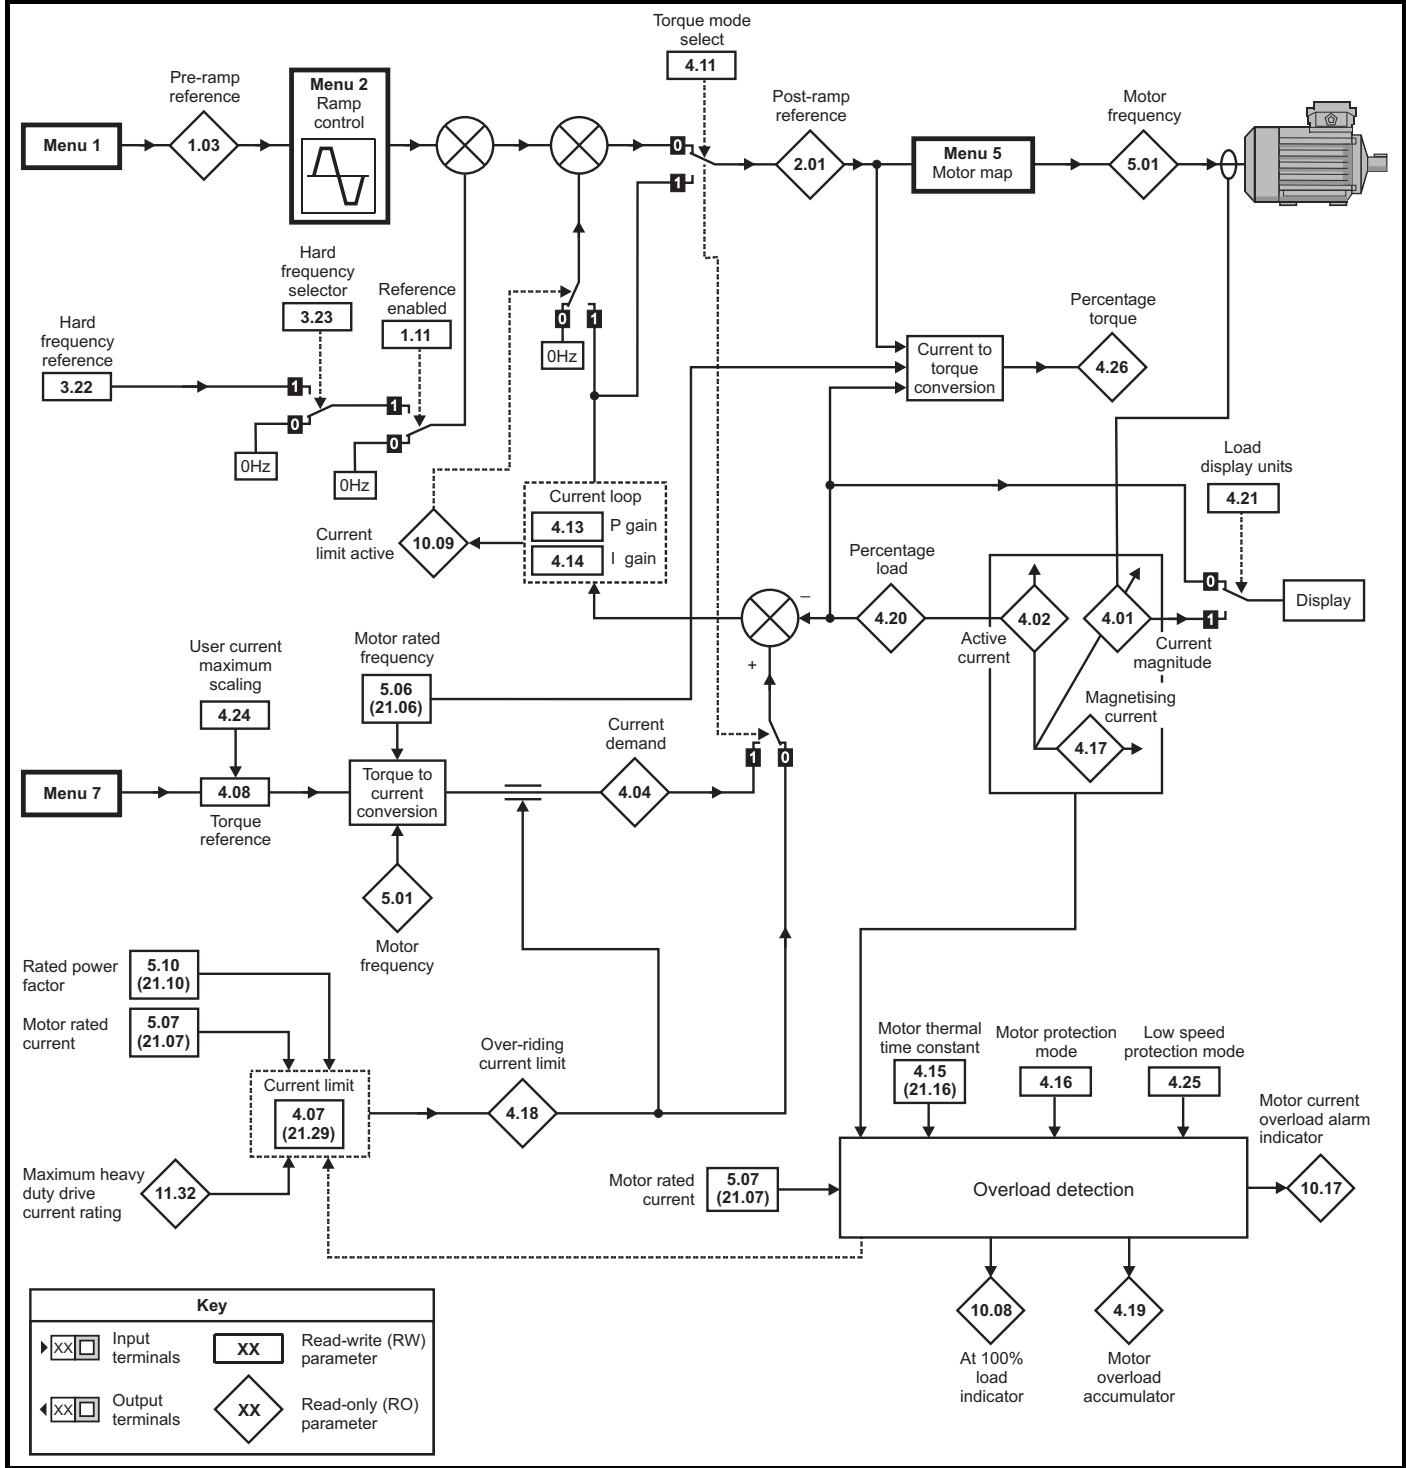 Torque mode
select
4.11
Pre-ramp
reference
Menu 1
1.03
Menu 2
Ramp
control
0
1
Post-ramp
reference
2.01
Menu 5
Motor map
Motor
frequency
5.01
Hard
frequency
selector
3.23
Reference
enabled
1.11
Hard
frequency
reference
3.22
1
0
0Hz
1
0
0Hz
0
1
0Hz
Current to
torque
conversion
Percentage
torque
4.26
Current
limit active
10.09
Current loop
4.13
P gain
4.14
I gain
Load
display units
4.21
0
1
Display
Percentage
load
4.20
–
+
4.02
Active
current
4.01
Current
magnitude
Magnetising
current
4.17
User current
maximum
scaling
4.24
Motor rated
frequency
5.06
(21.06)
Menu 7
4.08
Torque
reference
Torque to
current
conversion
Current
demand
4.04
1
0
5.01
Motor
frequency
Rated power
factor
5.10
(21.10)
Motor rated
current
5.07
(21.07)
Current limit
4.07
(21.29)
Over-riding
current limit
4.18
Maximum heavy
duty drive
current rating
11.32
Motor thermal
time constant
4.15
(21.16)
Motor protection
mode
4.16
Low speed
protection mode
4.25
Motor rated
current
5.07
(21.07)
Overload detection
Motor current
overload alarm
indicator
10.17
10.08
At 100%
load
indicator
4.19
Motor
overload
accumulator
Key
XX
Input
terminals
XX
Read-write (RW)
parameter
XX
Output
terminals
XX
Read-only (RO)
parameter